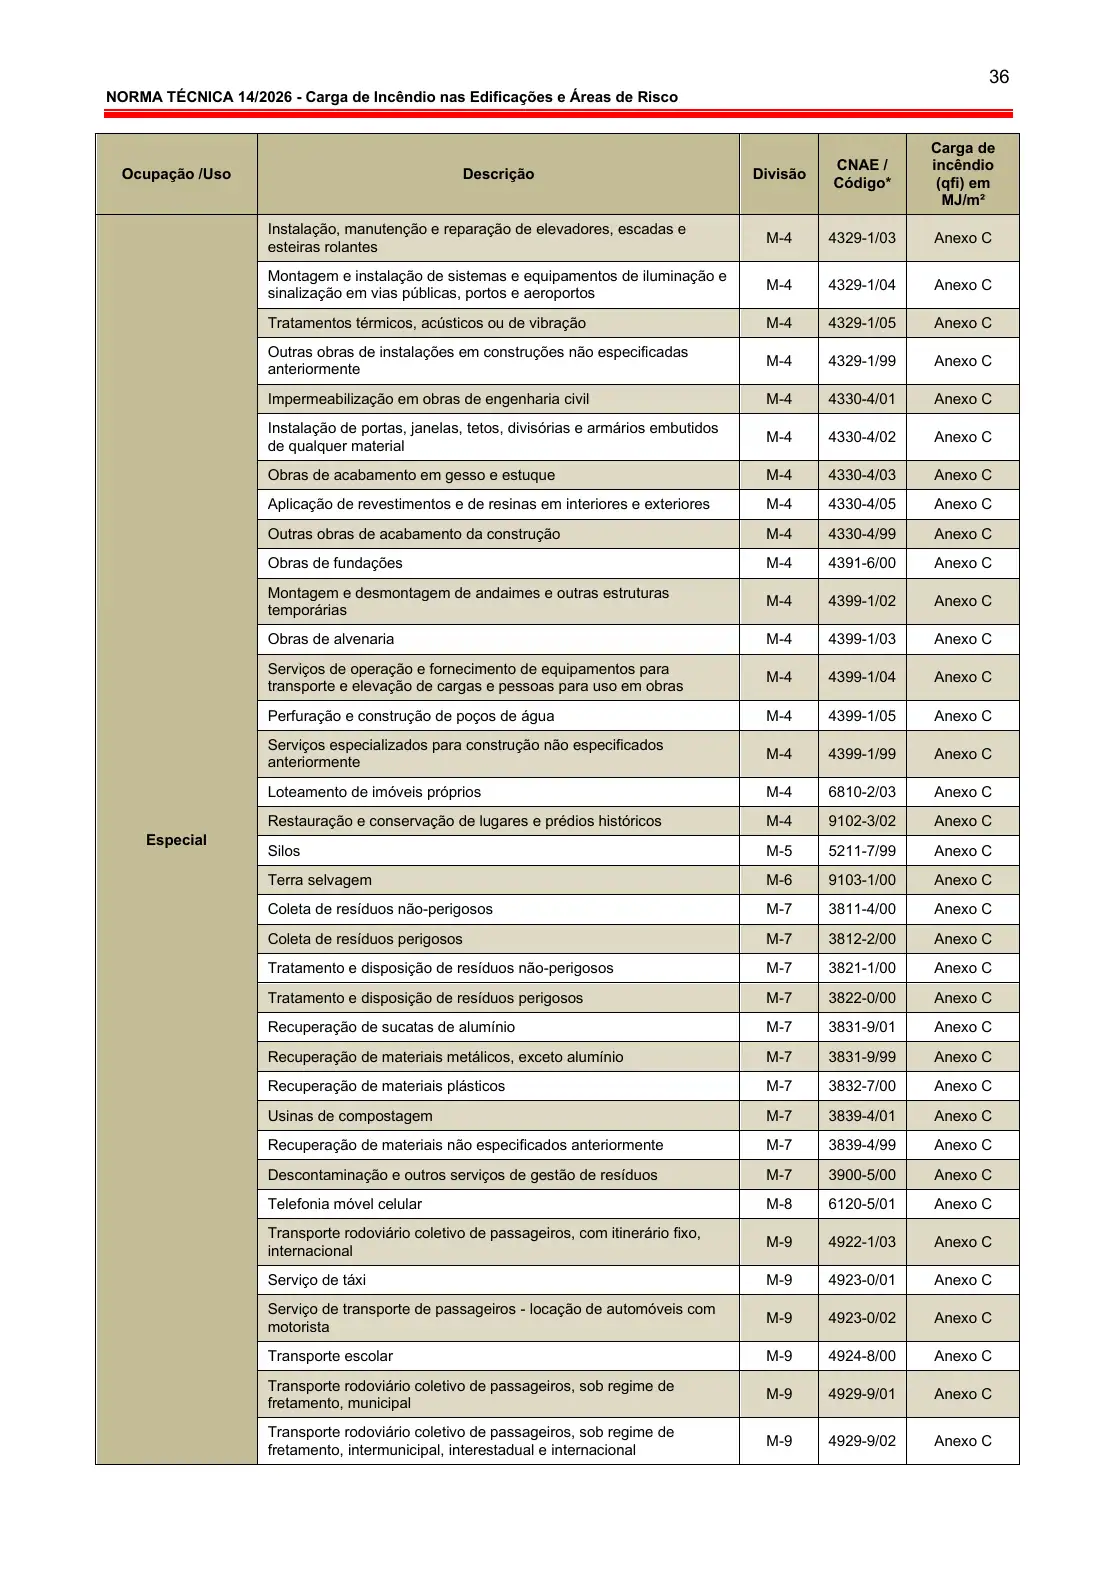 36
NORMA TÉCNICA 14/2026 - Carga de Incêndio nas Edificações e Áreas de Risco
Ocupação /Uso Descrição Divisão CNAE / Código* Carga de incêndio (qfi) em MJ/m²
Especial
Instalação, manutenção e reparação de elevadores, escadas e
esteiras rolantes M-4 4329-1/03 Anexo C
Montagem e instalação de sistemas e equipamentos de iluminação e
sinalização em vias públicas, portos e aeroportos M-4 4329-1/04 Anexo C
Tratamentos térmicos, acústicos ou de vibração M-4 4329-1/05 Anexo C
Outras obras de instalações em construções não especificadas
anteriormente M-4 4329-1/99 Anexo C
Impermeabilização em obras de engenharia civil M-4 4330-4/01 Anexo C
Instalação de portas, janelas, tetos, divisórias e armários embutidos
de qualquer material M-4 4330-4/02 Anexo C
Obras de acabamento em gesso e estuque M-4 4330-4/03 Anexo C
Aplicação de revestimentos e de resinas em interiores e exteriores M-4 4330-4/05 Anexo C
Outras obras de acabamento da construção M-4 4330-4/99 Anexo C
Obras de fundações M-4 4391-6/00 Anexo C
Montagem e desmontagem de andaimes e outras estruturas
temporárias M-4 4399-1/02 Anexo C
Obras de alvenaria M-4 4399-1/03 Anexo C
Serviços de operação e fornecimento de equipamentos para
transporte e elevação de cargas e pessoas para uso em obras M-4 4399-1/04 Anexo C
Perfuração e construção de poços de água M-4 4399-1/05 Anexo C
Serviços especializados para construção não especificados
anteriormente M-4 4399-1/99 Anexo C
Loteamento de imóveis próprios M-4 6810-2/03 Anexo C
Restauração e conservação de lugares e prédios históricos M-4 9102-3/02 Anexo C
Silos M-5 5211-7/99 Anexo C
Terra selvagem M-6 9103-1/00 Anexo C
Coleta de resíduos não-perigosos M-7 3811-4/00 Anexo C
Coleta de resíduos perigosos M-7 3812-2/00 Anexo C
Tratamento e disposição de resíduos não-perigosos M-7 3821-1/00 Anexo C
Tratamento e disposição de resíduos perigosos M-7 3822-0/00 Anexo C
Recuperação de sucatas de alumínio M-7 3831-9/01 Anexo C
Recuperação de materiais metálicos, exceto alumínio M-7 3831-9/99 Anexo C
Recuperação de materiais plásticos M-7 3832-7/00 Anexo C
Usinas de compostagem M-7 3839-4/01 Anexo C
Recuperação de materiais não especificados anteriormente M-7 3839-4/99 Anexo C
Descontaminação e outros serviços de gestão de resíduos M-7 3900-5/00 Anexo C
Telefonia móvel celular M-8 6120-5/01 Anexo C
Transporte rodoviário coletivo de passageiros, com itinerário fixo,
internacional M-9 4922-1/03 Anexo C
Serviço de táxi M-9 4923-0/01 Anexo C
Serviço de transporte de passageiros - locação de automóveis com
motorista M-9 4923-0/02 Anexo C
Transporte escolar M-9 4924-8/00 Anexo C
Transporte rodoviário coletivo de passageiros, sob regime de
fretamento, municipal M-9 4929-9/01 Anexo C
Transporte rodoviário coletivo de passageiros, sob regime de
fretamento, intermunicipal, interestadual e internacional M-9 4929-9/02 Anexo C